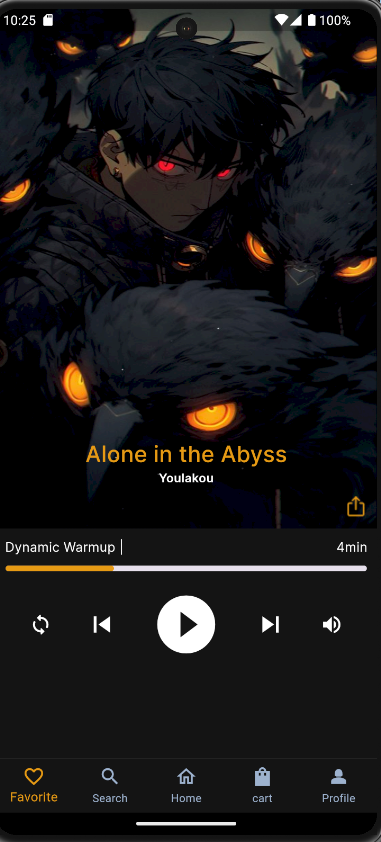 10:25 100%
Alone in the Abyss
Youlakou
Dynamic Warmup | 4min
Favorite Search Home cart Profile